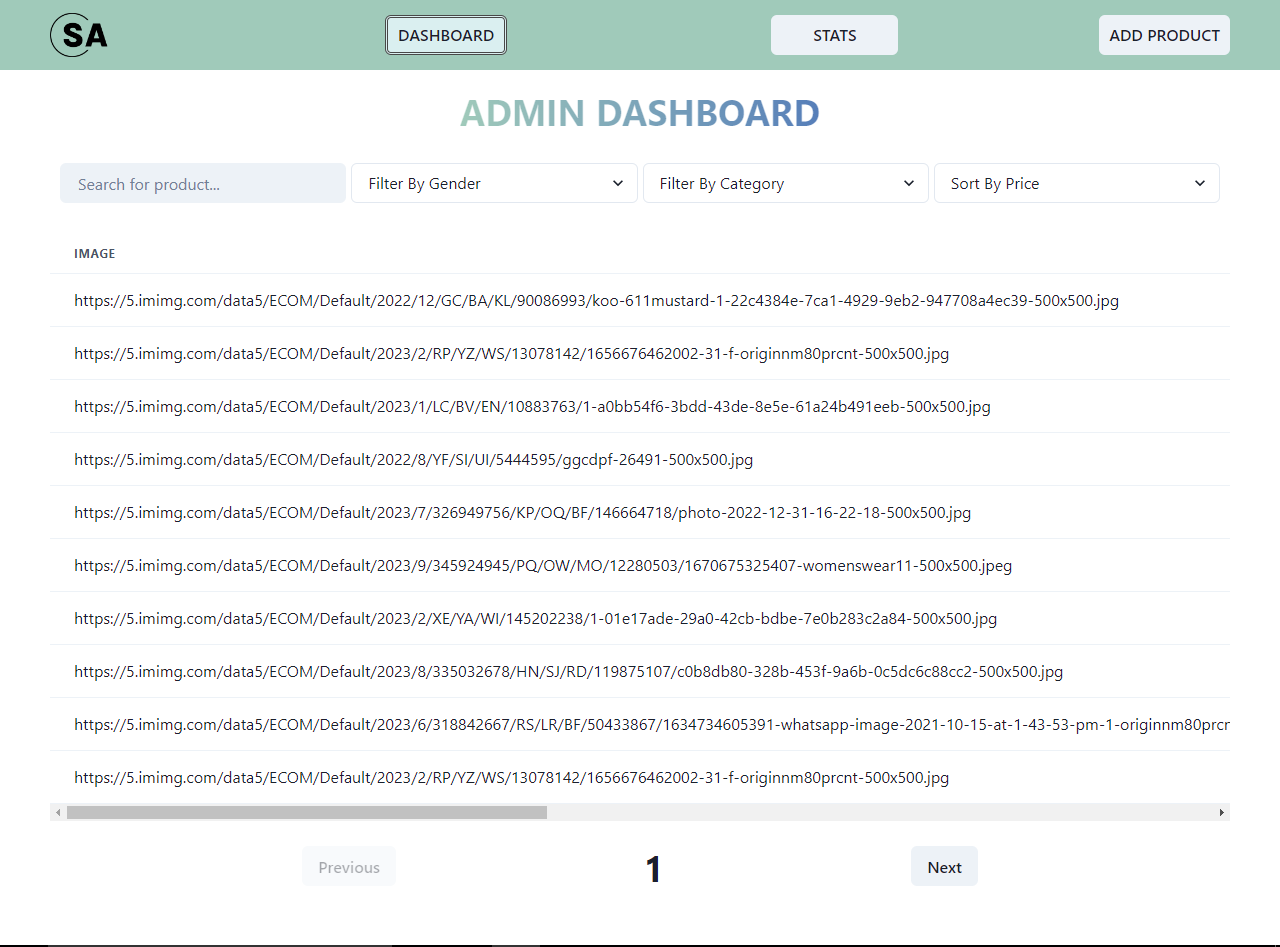 SA DASHBOARD STATS ADD PRODUCT
ADMIN DASHBOARD
Search for product... Filter By Gender Filter By Category Sort By Price
IMAGE
https://5.imimg.com/data5/ECOM/Default/2022/12/GC/BA/KL/90086993/koo-611mustard-1-22c4384e-7ca1-4929-9eb2-947708a4ec39-500x500.jpg
https://5.imimg.com/data5/ECOM/Default/2023/2/RP/YZ/WS/13078142/1656676462002-31-f-originnm80prcnt-500x500.jpg
https://5.imimg.com/data5/ECOM/Default/2023/1/LC/BV/EN/10883763/1-a0bb54f6-3bdd-43de-8e5e-61a24b491eeb-500x500.jpg
https://5.imimg.com/data5/ECOM/Default/2022/8/YF/SI/UI/5444595/ggcdpf-26491-500x500.jpg
https://5.imimg.com/data5/ECOM/Default/2023/7/326949756/KP/OQ/BF/146664718/photo-2022-12-31-16-22-18-500x500.jpg
https://5.imimg.com/data5/ECOM/Default/2023/9/345924945/PQ/OW/MO/12280503/1670675325407-womenswear11-500x500.jpeg
https://5.imimg.com/data5/ECOM/Default/2023/2/XE/YA/WI/145202238/1-01e17ade-29a0-42cb-bdbe-7e0b283c2a84-500x500.jpg
https://5.imimg.com/data5/ECOM/Default/2023/8/335032678/HN/SJ/RD/119875107/c0b8db80-328b-453f-9a6b-0c5dc6c88cc2-500x500.jpg
https://5.imimg.com/data5/ECOM/Default/2023/6/318842667/RS/LR/BF/50433867/1634734605391-whatsapp-image-2021-10-15-at-1-43-53-pm-1-originnm80prcr
https://5.imimg.com/data5/ECOM/Default/2023/2/RP/YZ/WS/13078142/1656676462002-31-f-originnm80prcnt-500x500.jpg
Previous 1 Next